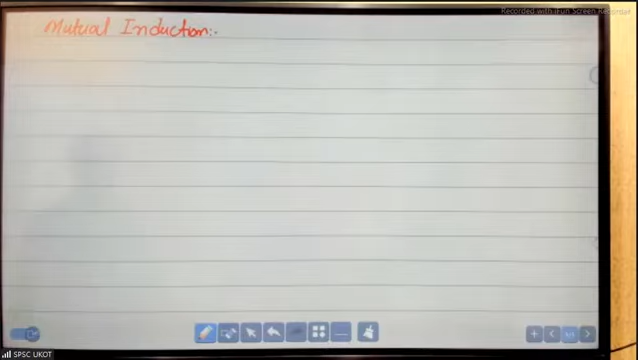 Recorded with iFun Screen Recorder
Mutual Induction:-
SPSC UKOT